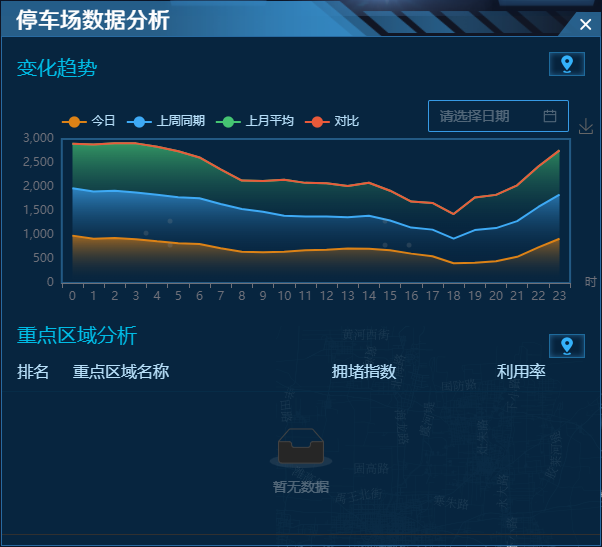 停车场数据分析
变化趋势
今日 上周同期 上月平均 对比
请选择日期
3,000
2,500
2,000
1,500
1,000
500
0
0 1 2 3 4 5 6 7 8 9 10 11 12 13 14 15 16 17 18 19 20 21 22 23
时
重点区域分析
排名 重点区域名称 拥堵指数 利用率
暂无数据